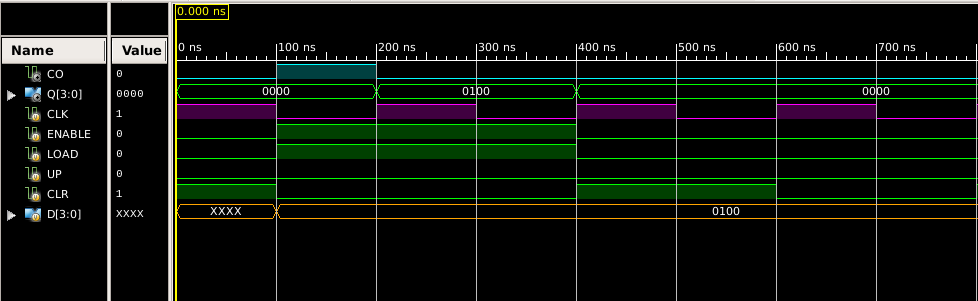 0.000 ns
Name Value 0 ns 100 ns 200 ns 300 ns 400 ns 500 ns 600 ns 700 ns
CO 0
Q[3:0] 0000 0000 0100 0000
CLK 1
ENABLE 0
LOAD 0
UP 0
CLR 1
D[3:0] XXXX XXXX 0100